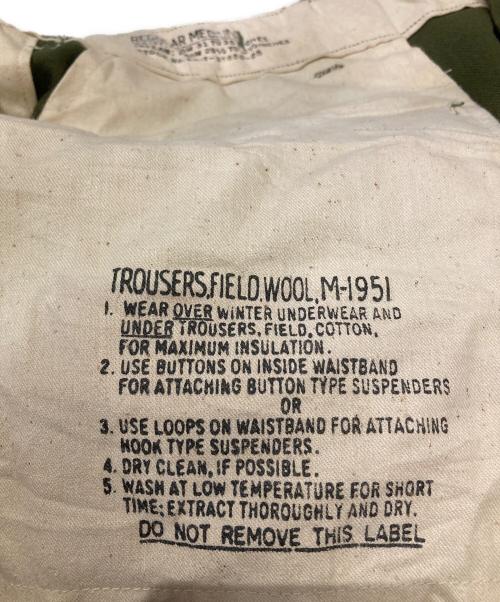 TROUSERS,FIELD,WOOL,M-1951
1. WEAR OVER WINTER UNDERWEAR AND
UNDER TROUSERS, FIELD, COTTON,
FOR MAXIMUM INSULATION.
2. USE BUTTONS ON INSIDE WAISTBAND
FOR ATTACHING BUTTON TYPE SUSPENDERS
OR
3. USE LOOPS ON WAISTBAND FOR ATTACHING
HOOK TYPE SUSPENDERS.
4. DRY CLEAN, IF POSSIBLE.
5. WASH AT LOW TEMPERATURE FOR SHORT
TIME; EXTRACT THOROUGHLY AND DRY.
DO NOT REMOVE THIS LABEL